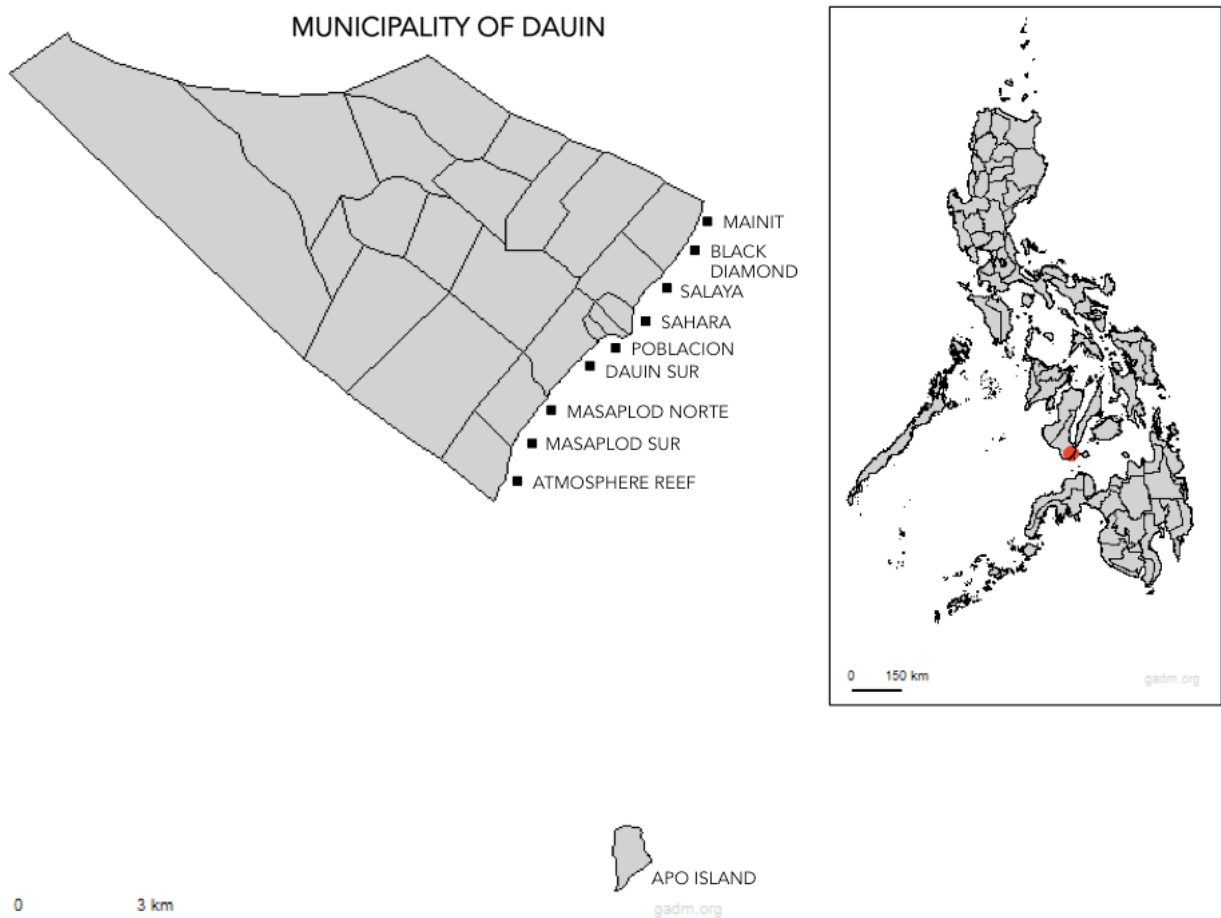 MUNICIPALITY OF DAUIN
MAINIT
BLACK
DIAMOND
SALAYA
SAHARA
POBLACION
DAUIN SUR
MASAPLOD NORTE
MASAPLOD SUR
ATMOSPHERE REEF
0 150 km
gadm.org
APO ISLAND
0 3 km
gadm.org